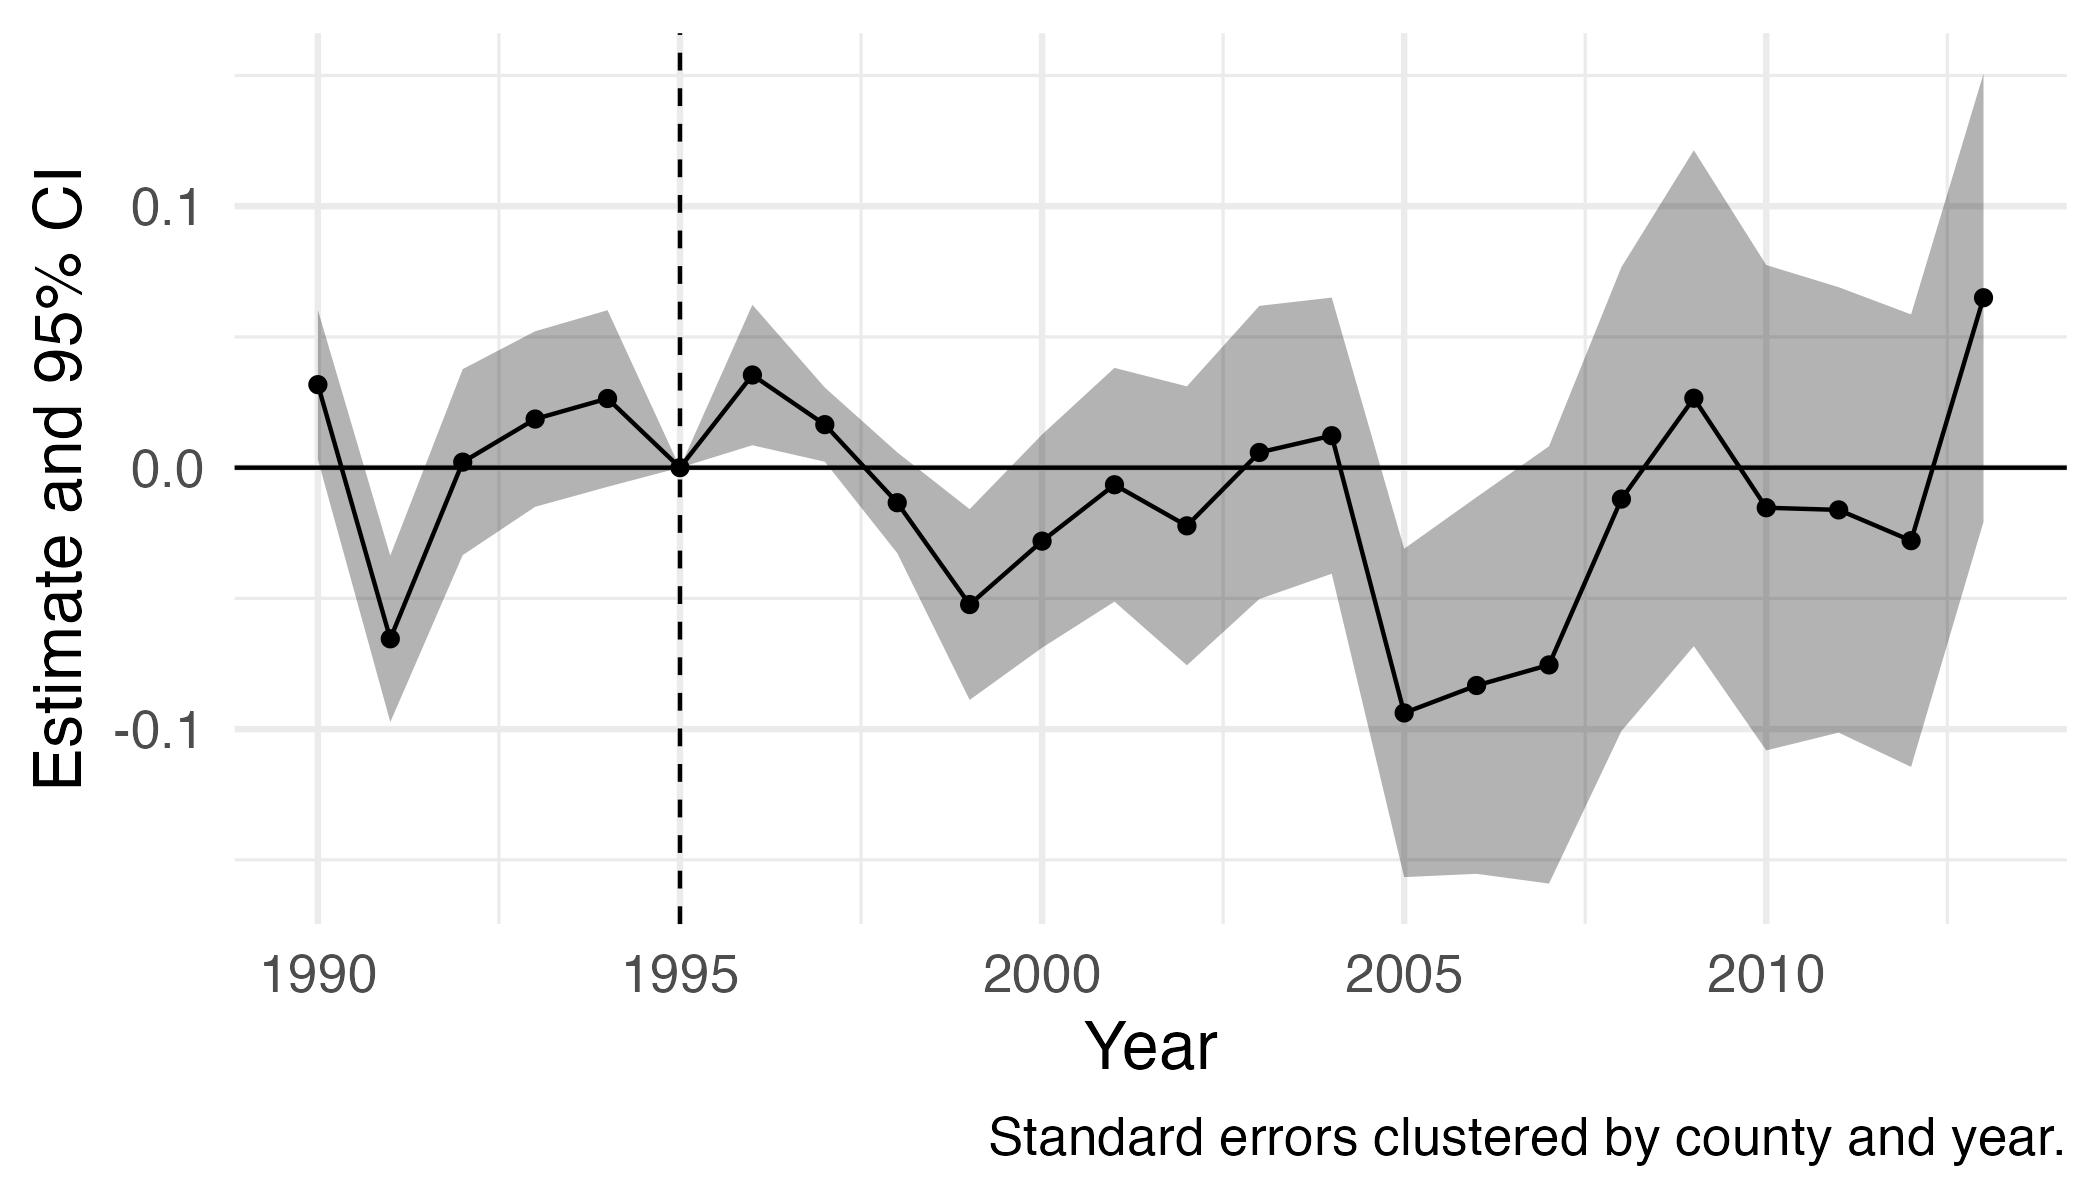 Estimate and 95% CI
0.1
0.0
-0.1
1990 1995 2000 2005 2010
Year
Standard errors clustered by county and year.